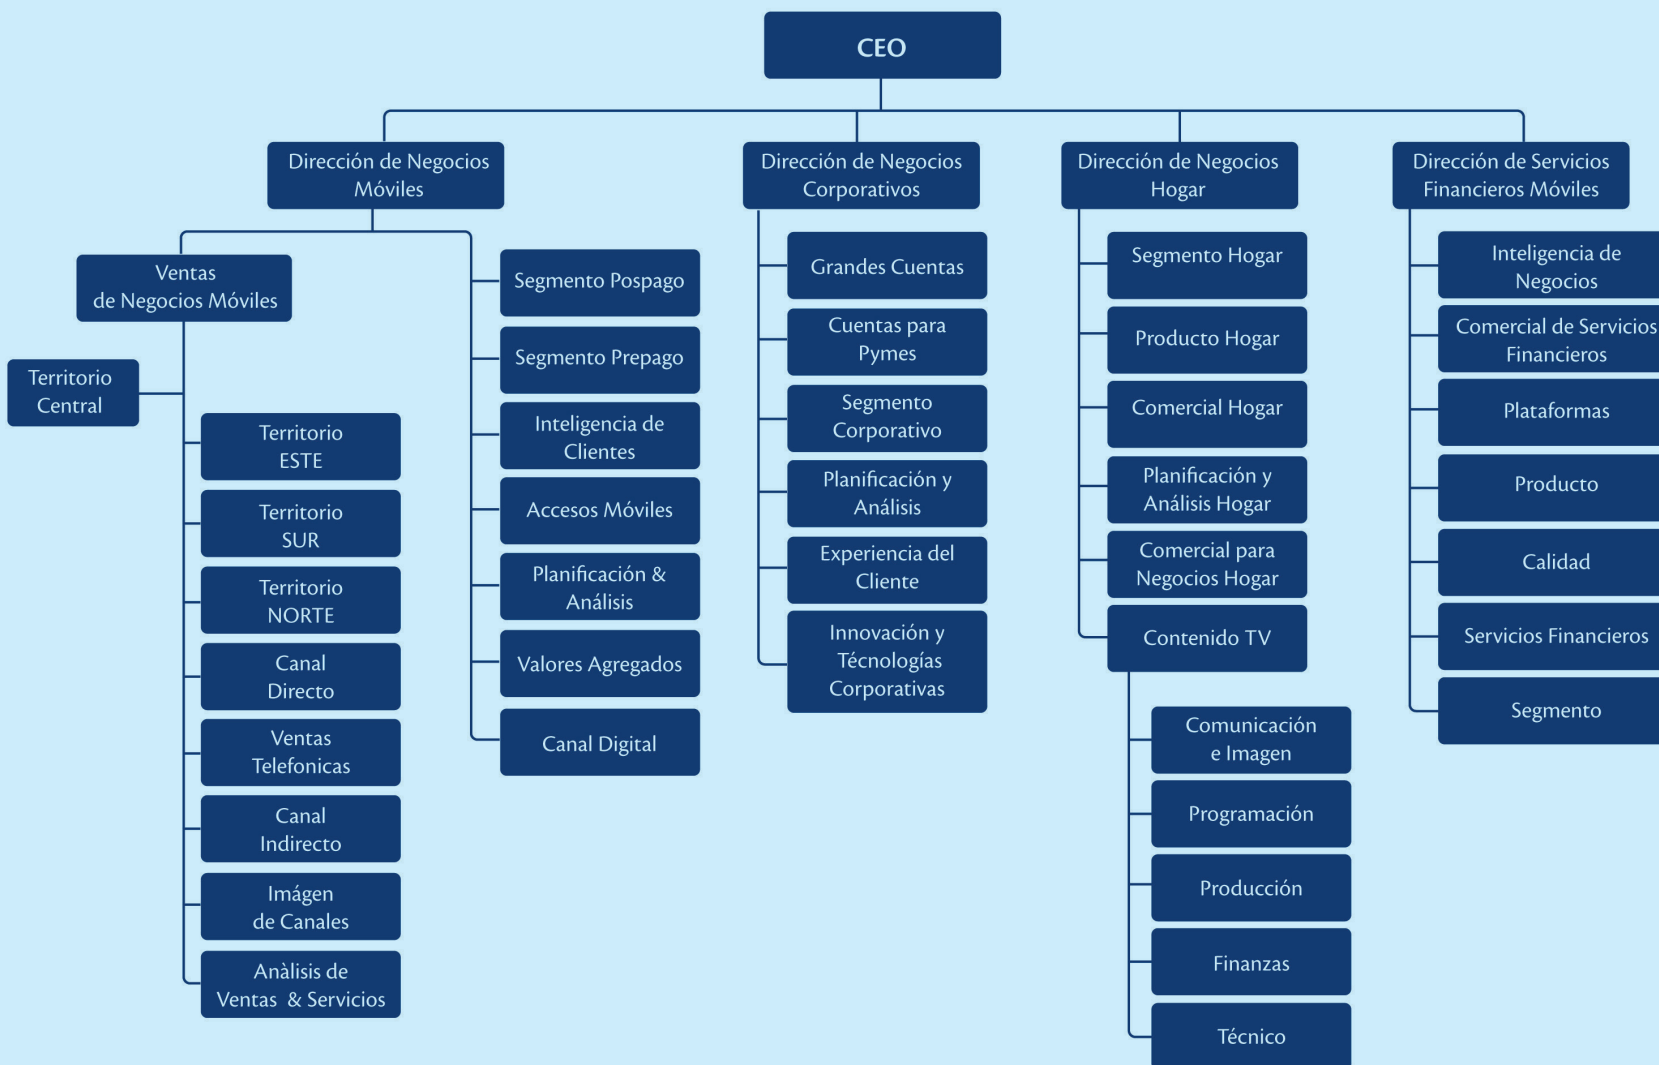 CEO
Dirección de Negocios
Móviles
Ventas
de Negocios Móviles
Territorio
Central
Territorio
ESTE
Territorio
SUR
Territorio
NORTE
Canal
Directo
Ventas
Telefonicas
Canal
Indirecto
Imágen
de Canales
Anàlisis de
Ventas & Servicios
Segmento Pospago
Segmento Prepago
Inteligencia de
Clientes
Accesos Móviles
Planificación &
Análisis
Valores Agregados
Canal Digital
Dirección de Negocios
Corporativos
Grandes Cuentas
Cuentas para
Pymes
Segmento
Corporativo
Planificación y
Análisis
Experiencia del
Cliente
Innovación y
Técnologías
Corporativas
Dirección de Negocios
Hogar
Segmento Hogar
Producto Hogar
Comercial Hogar
Planificación y
Análisis Hogar
Comercial para
Negocios Hogar
Contenido TV
Comunicación
e Imagen
Programación
Producción
Finanzas
Técnico
Dirección de Servicios
Financieros Móviles
Inteligencia de
Negocios
Comercial de Servicios
Financieros
Plataformas
Producto
Calidad
Servicios Financieros
Segmento